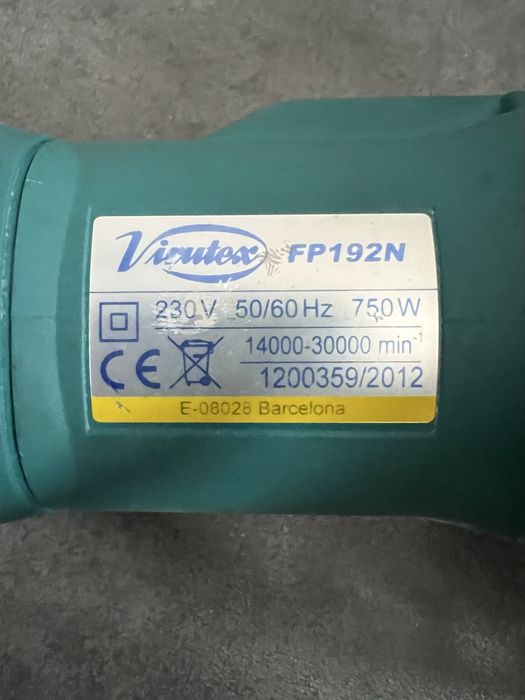 Virutex FP192N
230V 50/60Hz 750W
14000-30000 min-1
1200359/2012
E-08028 Barcelona